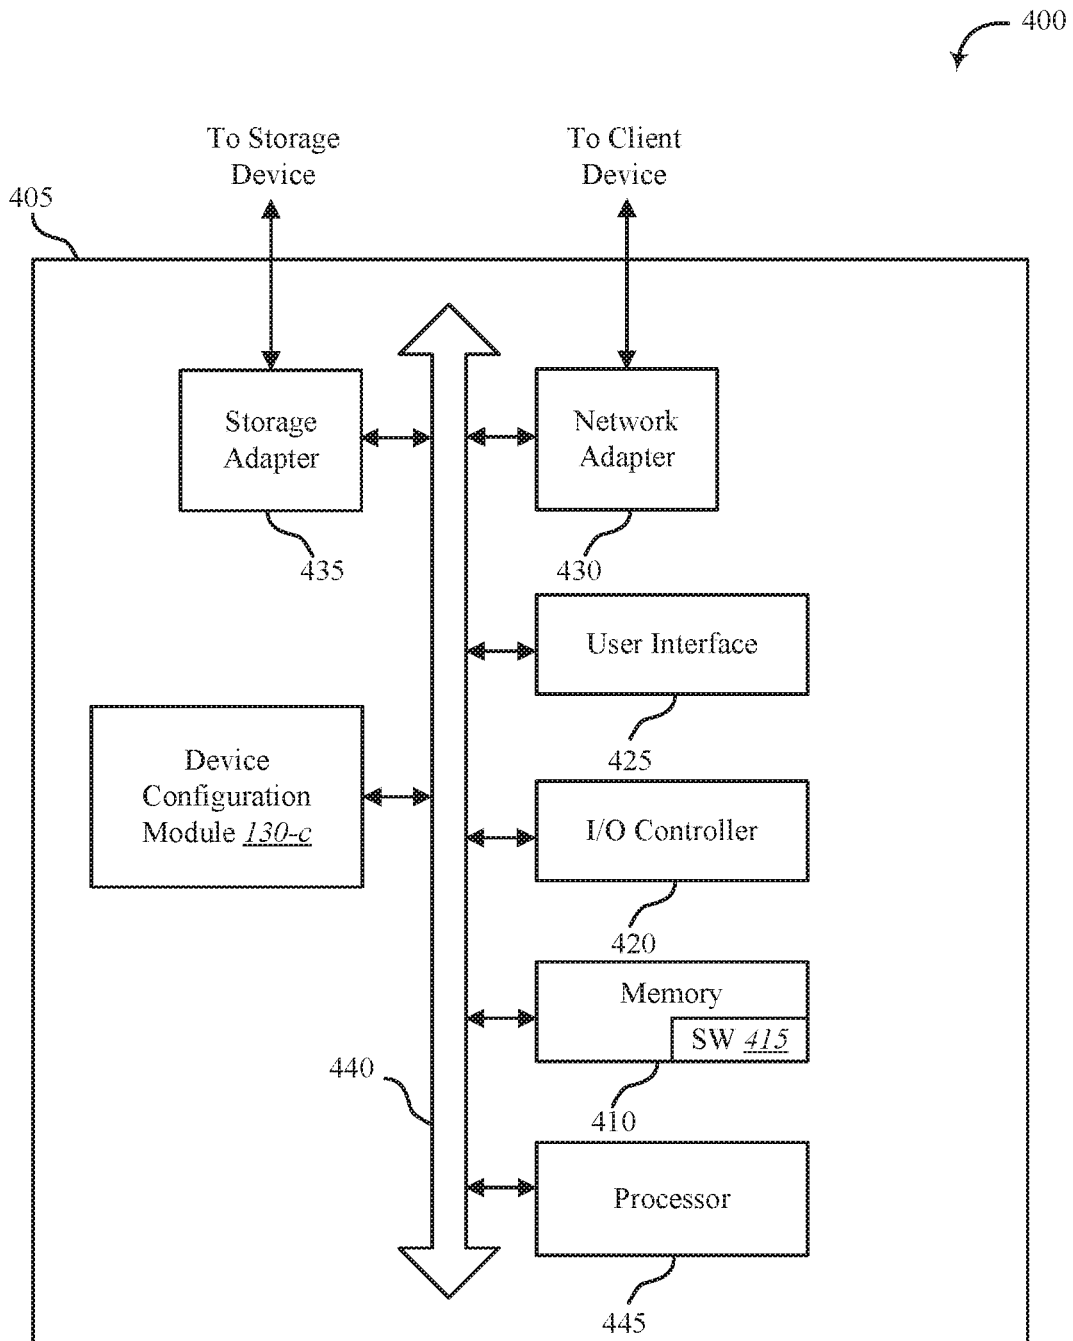 400
To Storage
Device
To Client
Device
405
Storage
Adapter
Network
Adapter
435
430
User Interface
425
Device
Configuration
Module 130-c
I/O Controller
420
Memory
SW 415
440
410
Processor
445